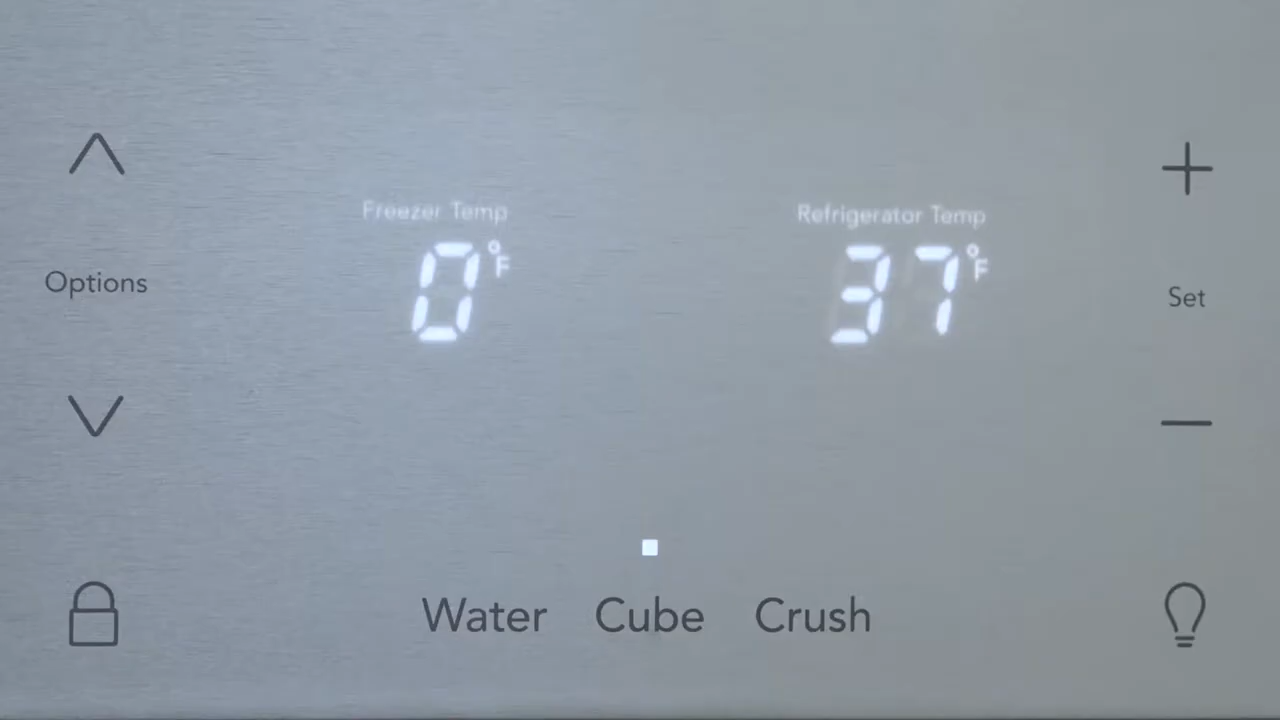 Freezer Temp
0°F
Refrigerator Temp
37°F
Options
Set
Water Cube Crush